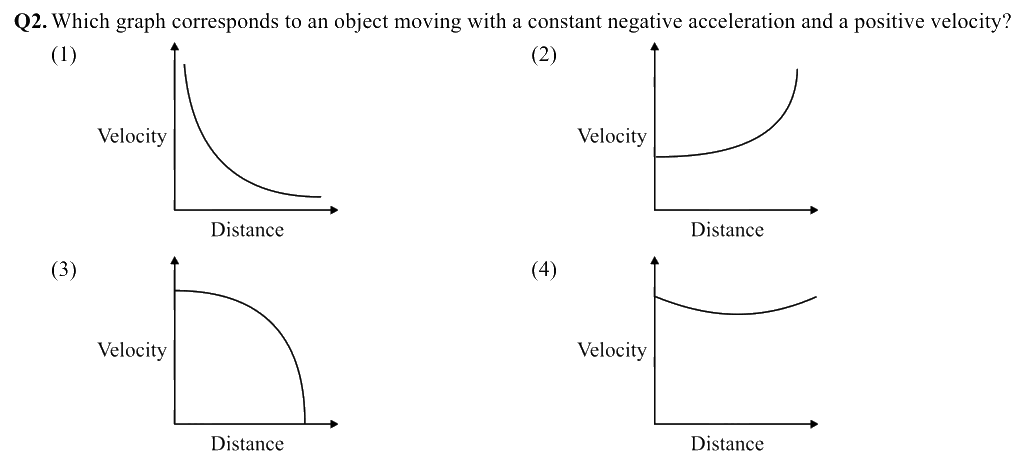 Q2. Which graph corresponds to an object moving with a constant negative acceleration and a positive velocity?
(1)
Velocity
Distance
(2)
Velocity
Distance
(3)
Velocity
Distance
(4)
Velocity
Distance